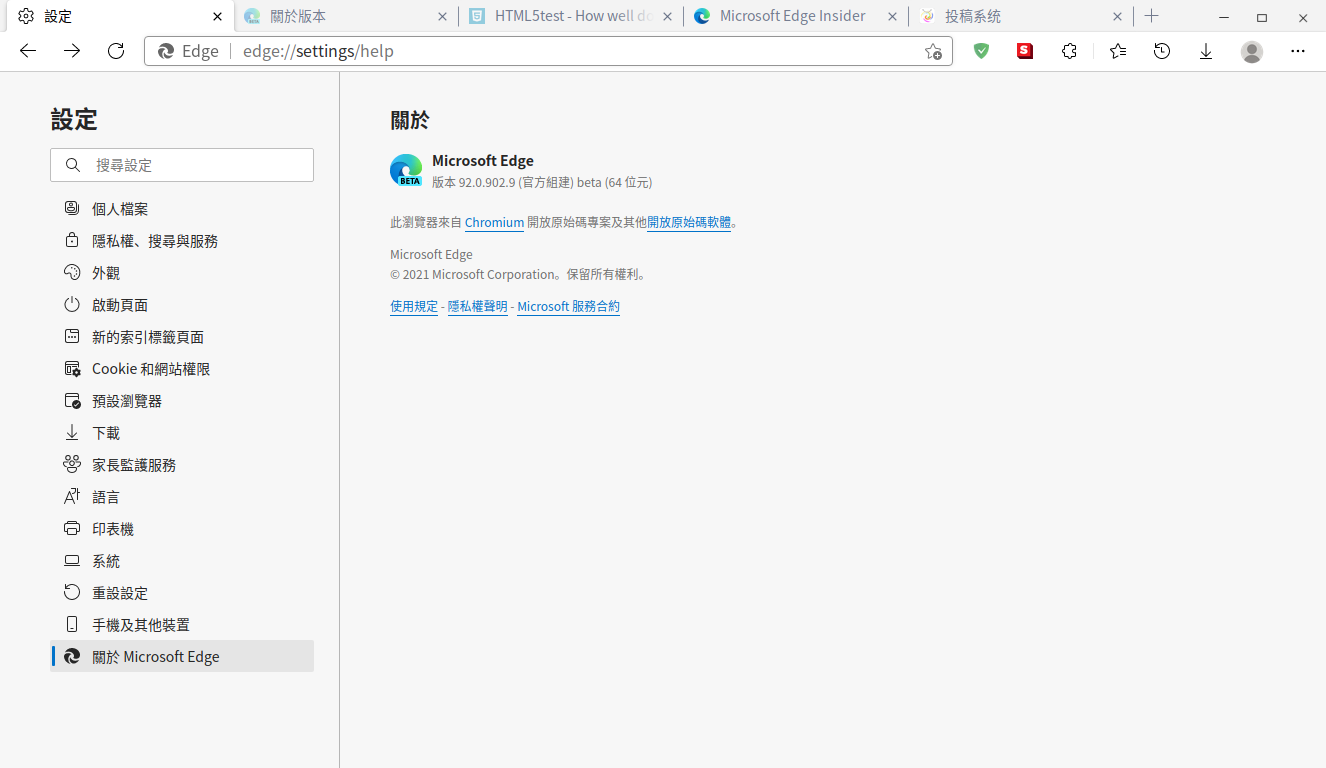 設定
關於版本
HTML5test - How well do
Microsoft Edge Insider
投稿系统
Edge
edge://settings/help
設定
搜尋設定
個人檔案
隱私權、搜尋與服務
外觀
啟動頁面
新的索引標籤頁面
Cookie 和網站權限
預設瀏覽器
下載
家長監護服務
語言
印表機
系統
重設設定
手機及其他裝置
關於 Microsoft Edge
關於
Microsoft Edge
BETA
版本 92.0.902.9 (官方組建) beta (64 位元)
此瀏覽器來自 Chromium 開放原始碼專案及其他開放原始碼軟體。
Microsoft Edge
© 2021 Microsoft Corporation。保留所有權利。
使用規定 - 隱私權聲明 - Microsoft 服務合約